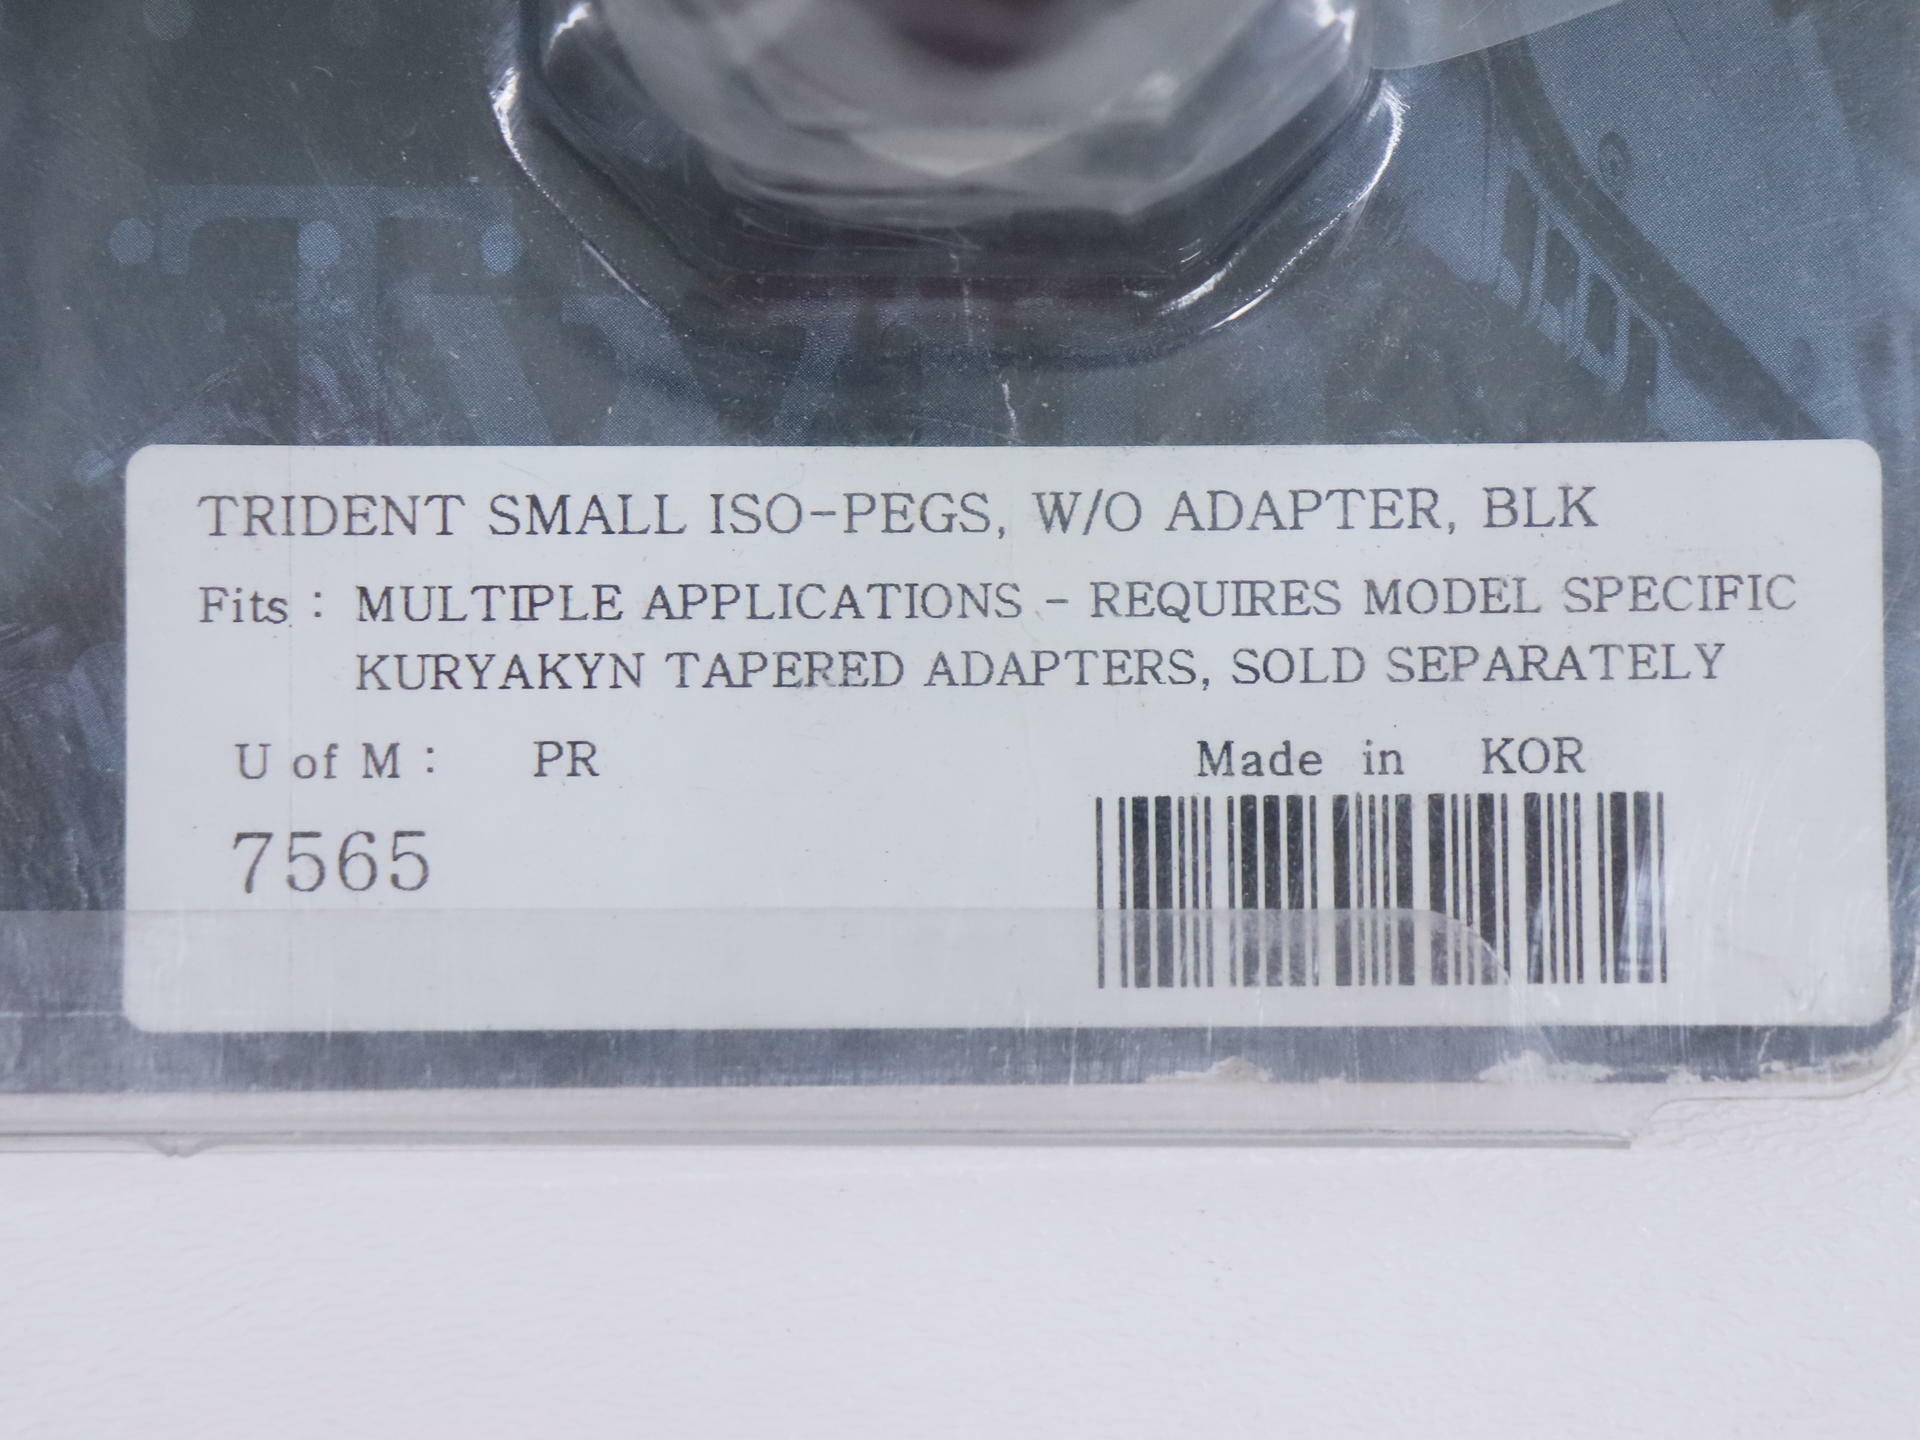 TRIDENT SMALL ISO-PEGS, W/O ADAPTER, BLK
Fits : MULTIPLE APPLICATIONS - REQUIRES MODEL SPECIFIC
KURYAKYN TAPERED ADAPTERS, SOLD SEPARATELY
U of M : PR
Made in KOR
7565